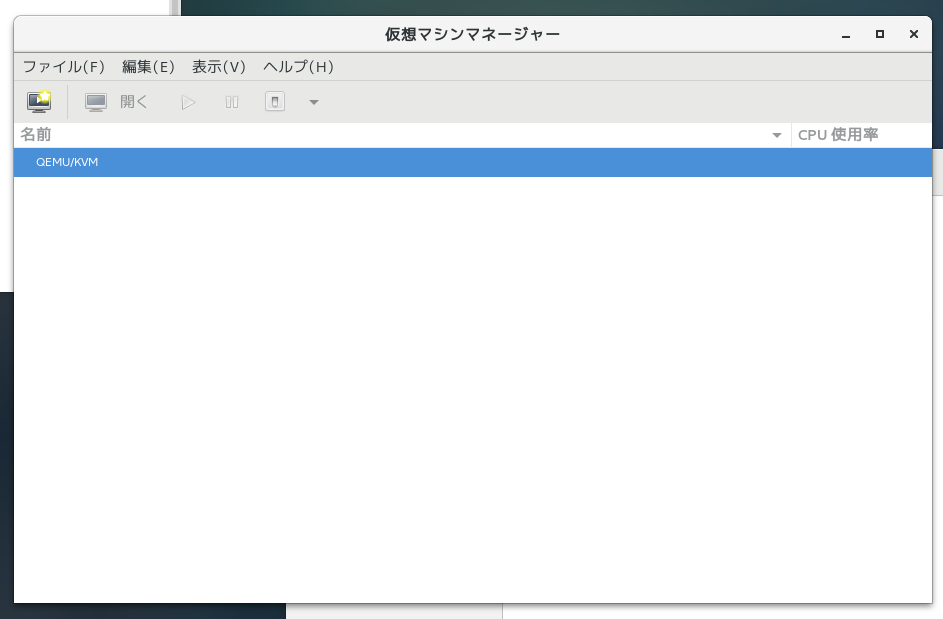 仮想マシンマネージャー
ファイル(F) 編集(E) 表示(V) ヘルプ(H)
開く
名前 CPU 使用率
QEMU/KVM